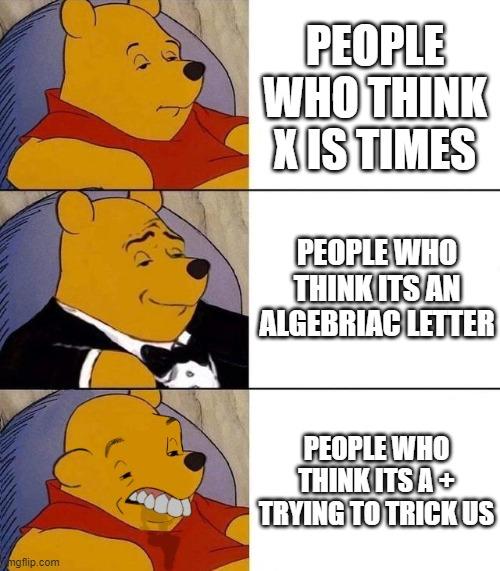 PEOPLE
WHO THINK
X IS TIMES
PEOPLE WHO
THINK ITS AN
ALGEBRIAC LETTER
PEOPLE WHO
THINK ITS A +
TRYING TO TRICK US
imgflip.com